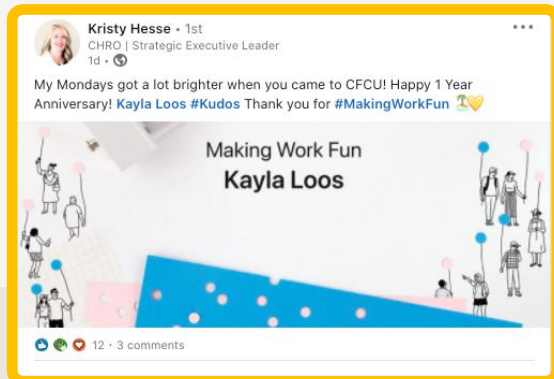 Kristy Hesse • 1st
CHRO | Strategic Executive Leader
1d •
My Mondays got a lot brighter when you came to CFCU! Happy 1 Year
Anniversary! Kayla Loos #Kudos Thank you for #MakingWorkFun 🏝️💛
Making Work Fun
Kayla Loos
12 · 3 comments